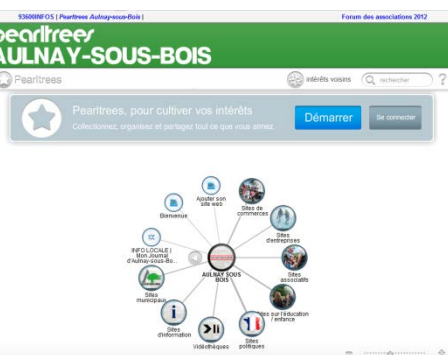 93600INFOS | Pearltrees Aulnay-sous-Bois |
Forum des associations 2012
pearltrees
AULNAY-SOUS-BOIS
Pearltrees
intérêts voisins
rechercher
?
Pearltrees, pour cultiver vos intérêts
Collectionnez, organisez et partagez tout ce que vous aimez.
Démarrer
Se connecter
Ajouter son
site web
Bienvenue
Sites de
commerces
Sites
d'entreprises
INFO LOCALE |
Mon Journal
d'Aulnay-sous-Bo...
AULNAY SOUS
BOIS
Sites
associatifs
Sites
municipaux
Sites sur l'éducation
/ enfance
Sites
d'information
Vidéothèques
Sites
politiques